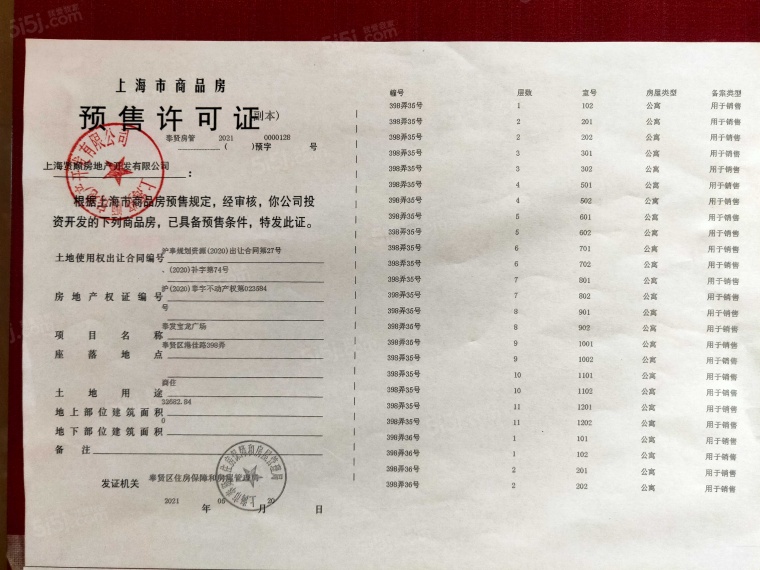 上海市商品房
预售许可证(副本)
奉贤房管 2021 0000128
( )预字 号
上海贤麟房地产开发有限公司 :
根据上海市商品房预售规定，经审核，你公司投
资开发的下列商品房，已具备预售条件，特发此证。
沪奉规划资源(2020)出让合同第27号
土地使用权出让合同编号
、(2020)补字第74号
沪(2020)奉字不动产权第023584
房地产权证编号
号
奉发宝龙广场
项目名称
奉贤区港佳路398弄
座落地点
商住
土地用途
22682.84
地上部位建筑面积
0
地下部位建筑面积
备注
发证机关 奉贤区住房保障和房屋管理局
2021 05 20
年 月 日
幢号 层数 室号 房屋类型 备案类型
398弄35号 1 102 公寓 用于销售
398弄35号 2 201 公寓 用于销售
398弄35号 2 202 公寓 用于销售
398弄35号 3 301 公寓 用于销售
398弄35号 3 302 公寓 用于销售
398弄35号 4 501 公寓 用于销售
398弄35号 4 502 公寓 用于销售
398弄35号 5 601 公寓 用于销售
398弄35号 5 602 公寓 用于销售
398弄35号 6 701 公寓 用于销售
398弄35号 6 702 公寓 用于销售
398弄35号 7 801 公寓 用于销售
398弄35号 7 802 公寓 用于销售
398弄35号 8 901 公寓 用于销售
398弄35号 8 902 公寓 用于销售
398弄35号 9 1001 公寓 用于销售
398弄35号 9 1002 公寓 用于销售
398弄35号 10 1101 公寓 用于销售
398弄35号 10 1102 公寓 用于销售
398弄35号 11 1201 公寓 用于销售
398弄35号 11 1202 公寓 用于销售
398弄36号 1 101 公寓 用于销售
398弄36号 1 102 公寓 用于销售
398弄36号 2 201 公寓 用于销售
398弄36号 2 202 公寓 用于销售
5i5j.com 我爱我家